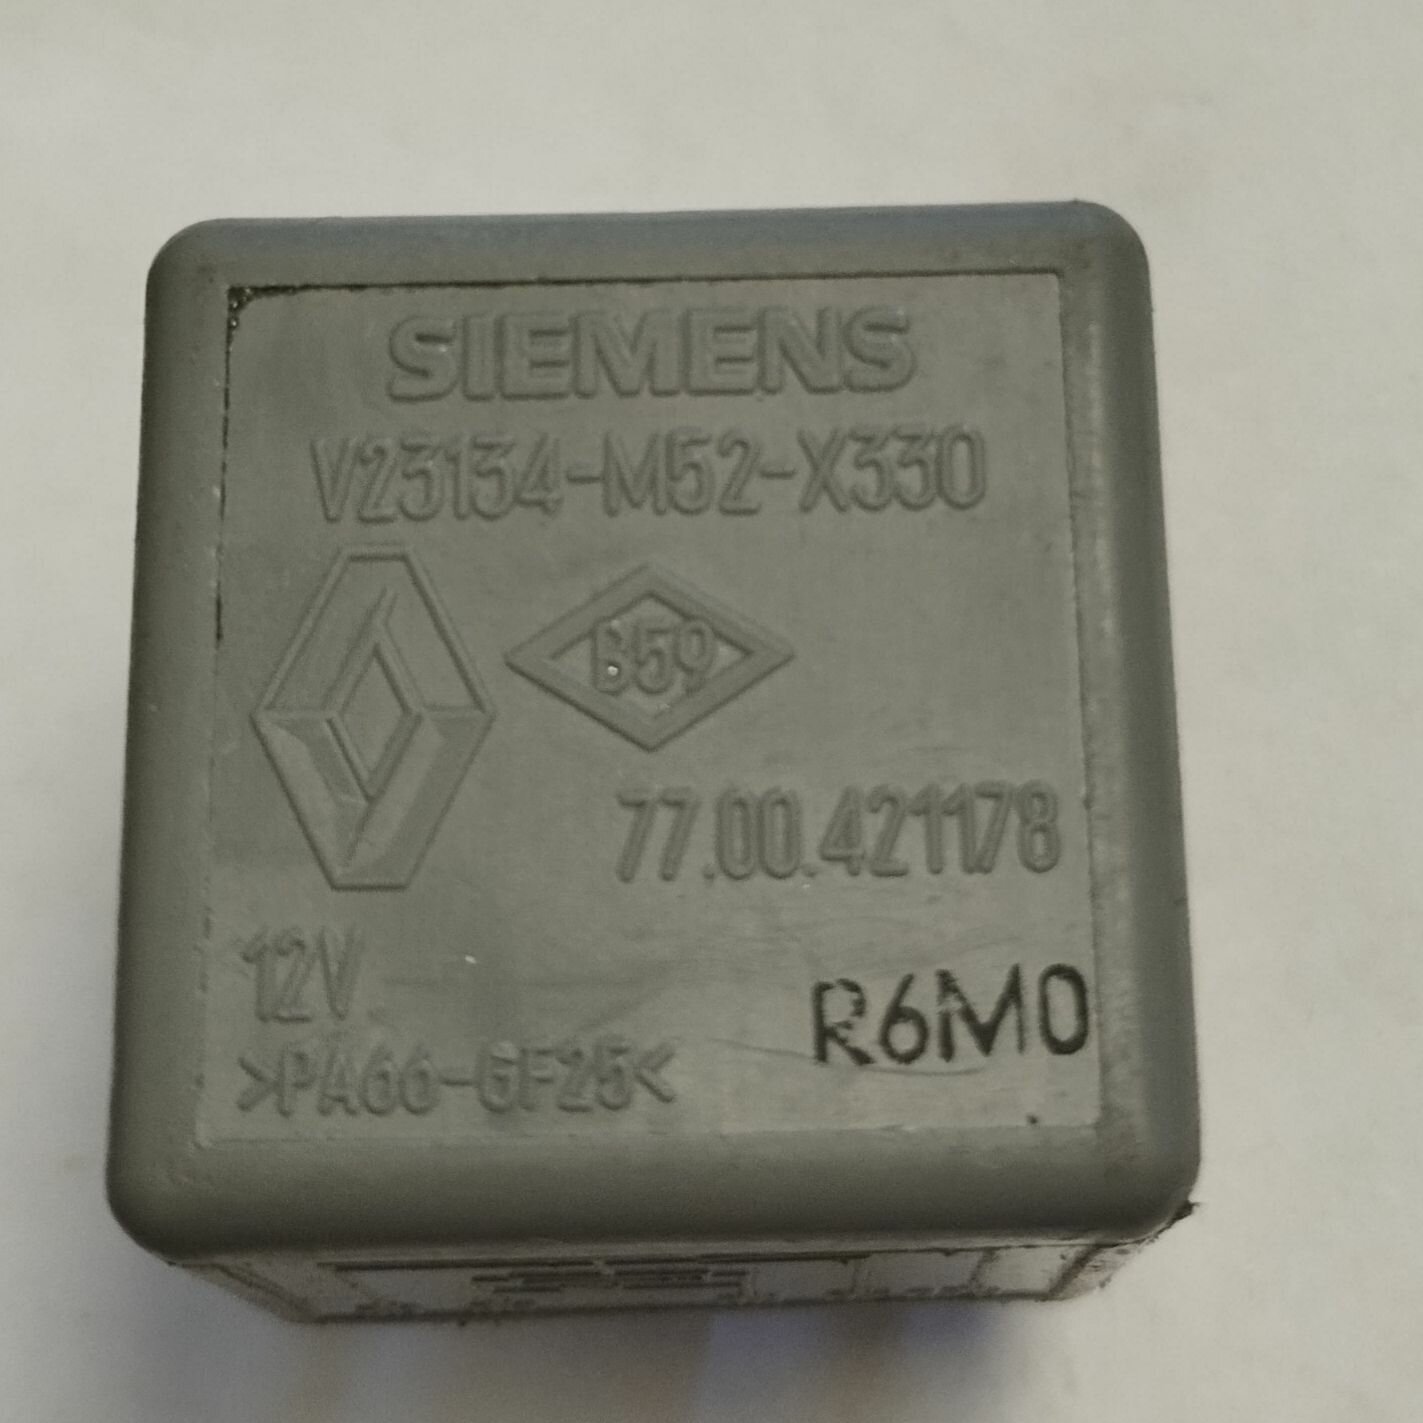 SIEMENS
V23134-M52-X330
B59
77.00.421178
12V
R6M0
>PA66-GF25<